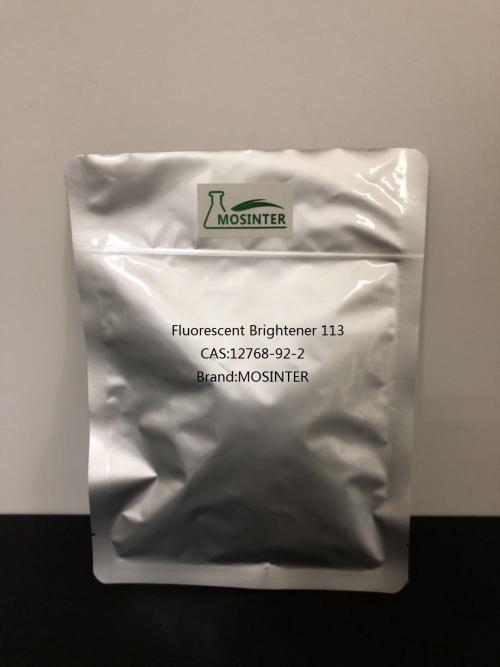 MOSINTER
Fluorescent Brightener 113
CAS:12768-92-2
Brand:MOSINTER